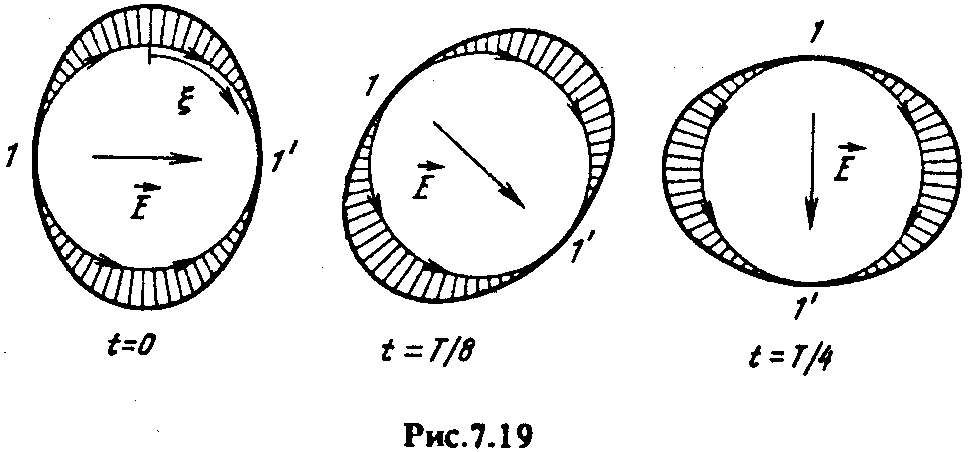 1 ξ 1'
E⃗
t=0
1 E⃗ 1'
t = T/8
1
E⃗
1'
t = T/4
Рис.7.19